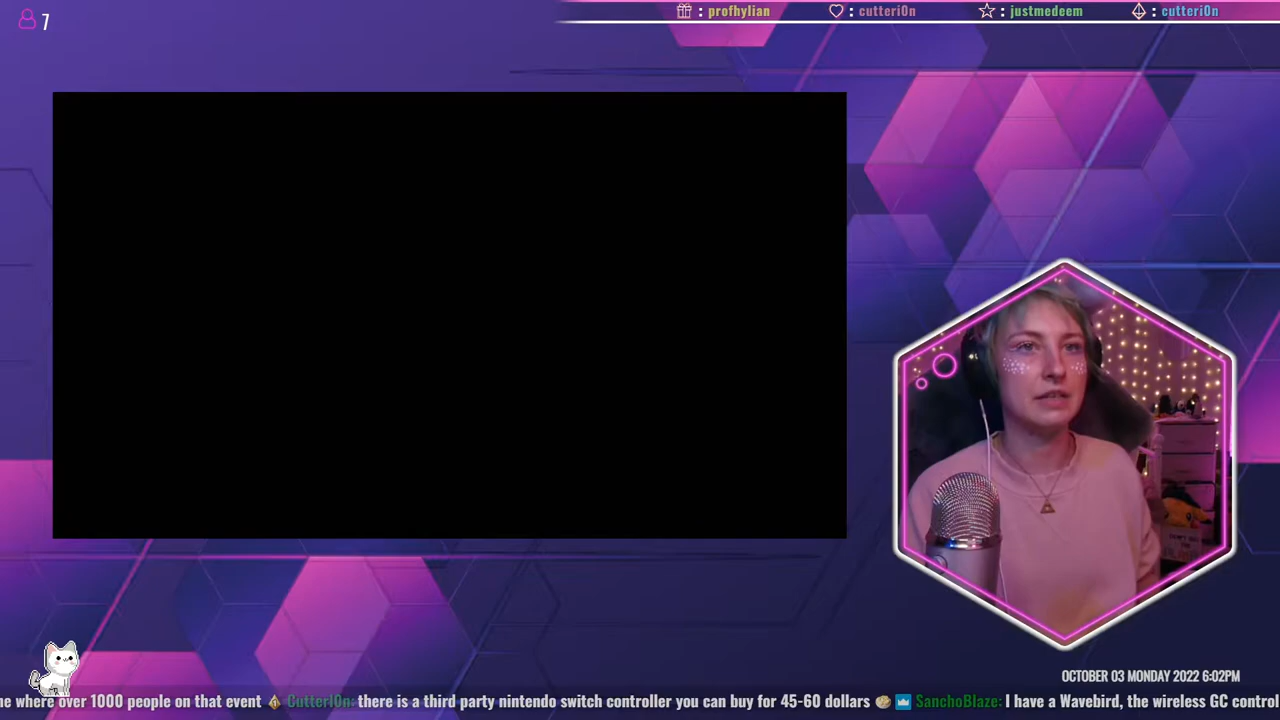 7
: profhylian : cutteri0n : justmedeem : cutteri0n
OCTOBER 03 MONDAY 2022 6:02PM
ne where over 1000 people on that event CutterI0n: there is a third party nintendo switch controller you can buy for 45-60 dollars SanchoBlaze: I have a Wavebird, the wireless GC control